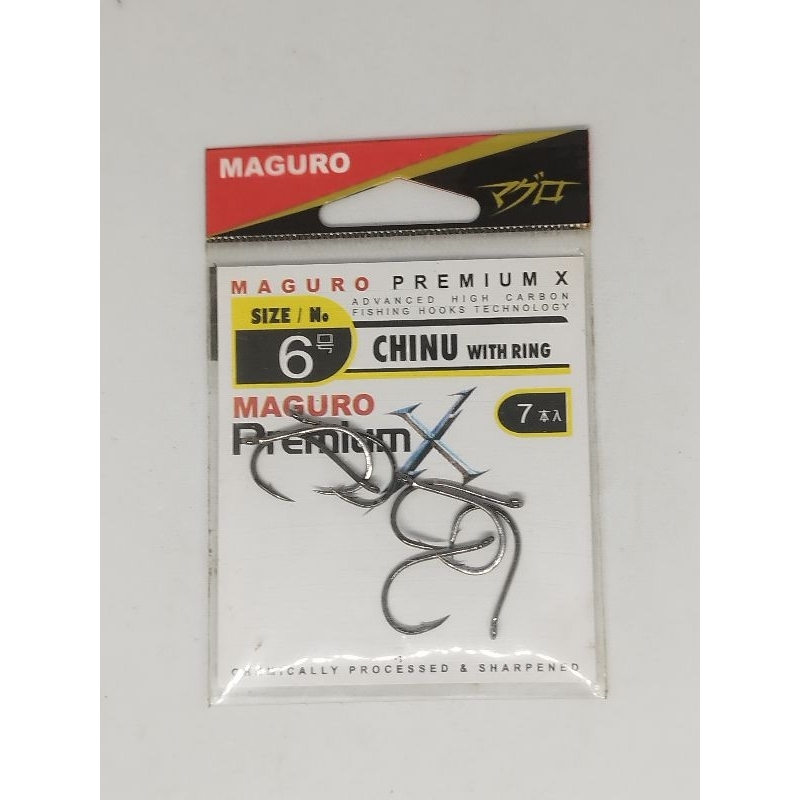 MAGURO
マグロ
MAGURO PREMIUM X
ADVANCED HIGH CARBON
FISHING HOOKS TECHNOLOGY
SIZE / No
6号
CHINU WITH RING
MAGURO
Premium X
7本入
CHEMICALLY PROCESSED & SHARPENED